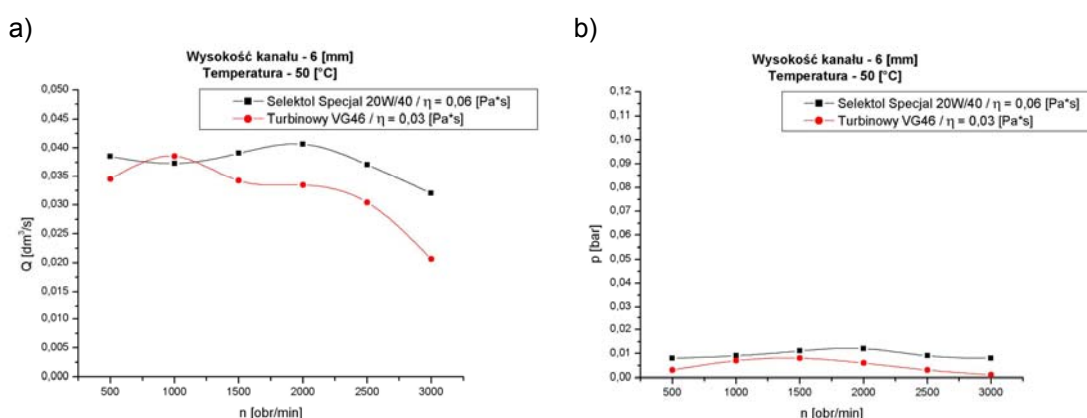 a)
Wysokość kanału - 6 [mm]
Temperatura - 50 [°C]
Selektol Specjal 20W/40 / η = 0,06 [Pa*s]
Turbinowy VG46 / η = 0,03 [Pa*s]
Q [dm³/s]
0,050
0,045
0,040
0,035
0,030
0,025
0,020
0,015
0,010
0,005
0,000
500 1000 1500 2000 2500 3000
n [obr/min]
b)
Wysokość kanału - 6 [mm]
Temperatura - 50 [°C]
Selektol Specjal 20W/40 / η = 0,06 [Pa*s]
Turbinowy VG46 / η = 0,03 [Pa*s]
p [bar]
0,12
0,11
0,10
0,09
0,08
0,07
0,06
0,05
0,04
0,03
0,02
0,01
0,00
500 1000 1500 2000 2500 3000
n [obr/min]